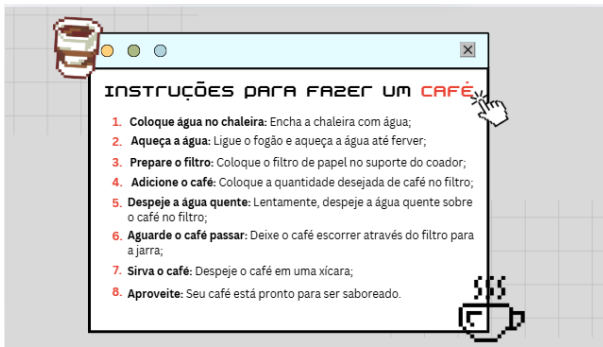 INSTRUÇÕES PARA FAZER UM CAFÉ
1. Coloque água no chaleira: Encha a chaleira com água;
2. Aqueça a água: Ligue o fogão e aqueça a água até ferver;
3. Prepare o filtro: Coloque o filtro de papel no suporte do coador;
4. Adicione o café: Coloque a quantidade desejada de café no filtro;
5. Despeje a água quente: Lentamente, despeje a água quente sobre
o café no filtro;
6. Aguarde o café passar: Deixe o café escorrer através do filtro para
a jarra;
7. Sirva o café: Despeje o café em uma xícara;
8. Aproveite: Seu café está pronto para ser saboreado.